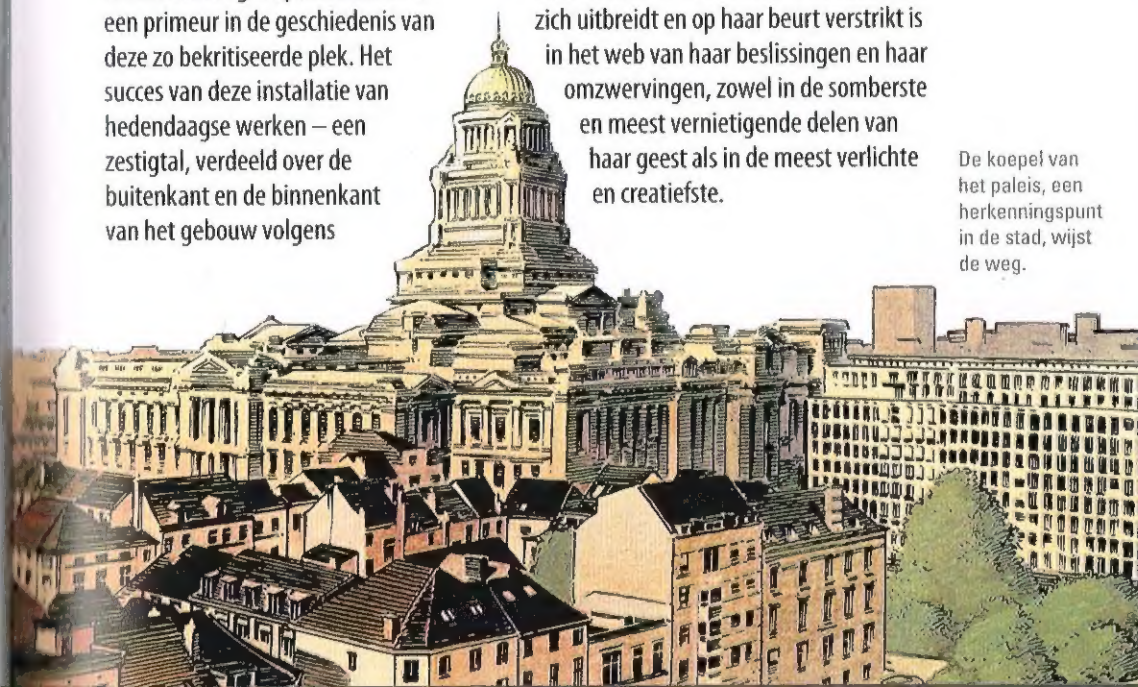 een primeur in de geschiedenis van
deze zo bekritiseerde plek. Het
succes van deze installatie van
hedendaagse werken – een
zestigtal, verdeeld over de
buitenkant en de binnenkant
van het gebouw volgens
zich uitbreidt en op haar beurt verstrikt is
in het web van haar beslissingen en haar
omzwervingen, zowel in de somberste
en meest vernietigende delen van
haar geest als in de meest verlichte
en creatiefste.
De koepel van
het paleis, een
herkenningspunt
in de stad, wijst
de weg.